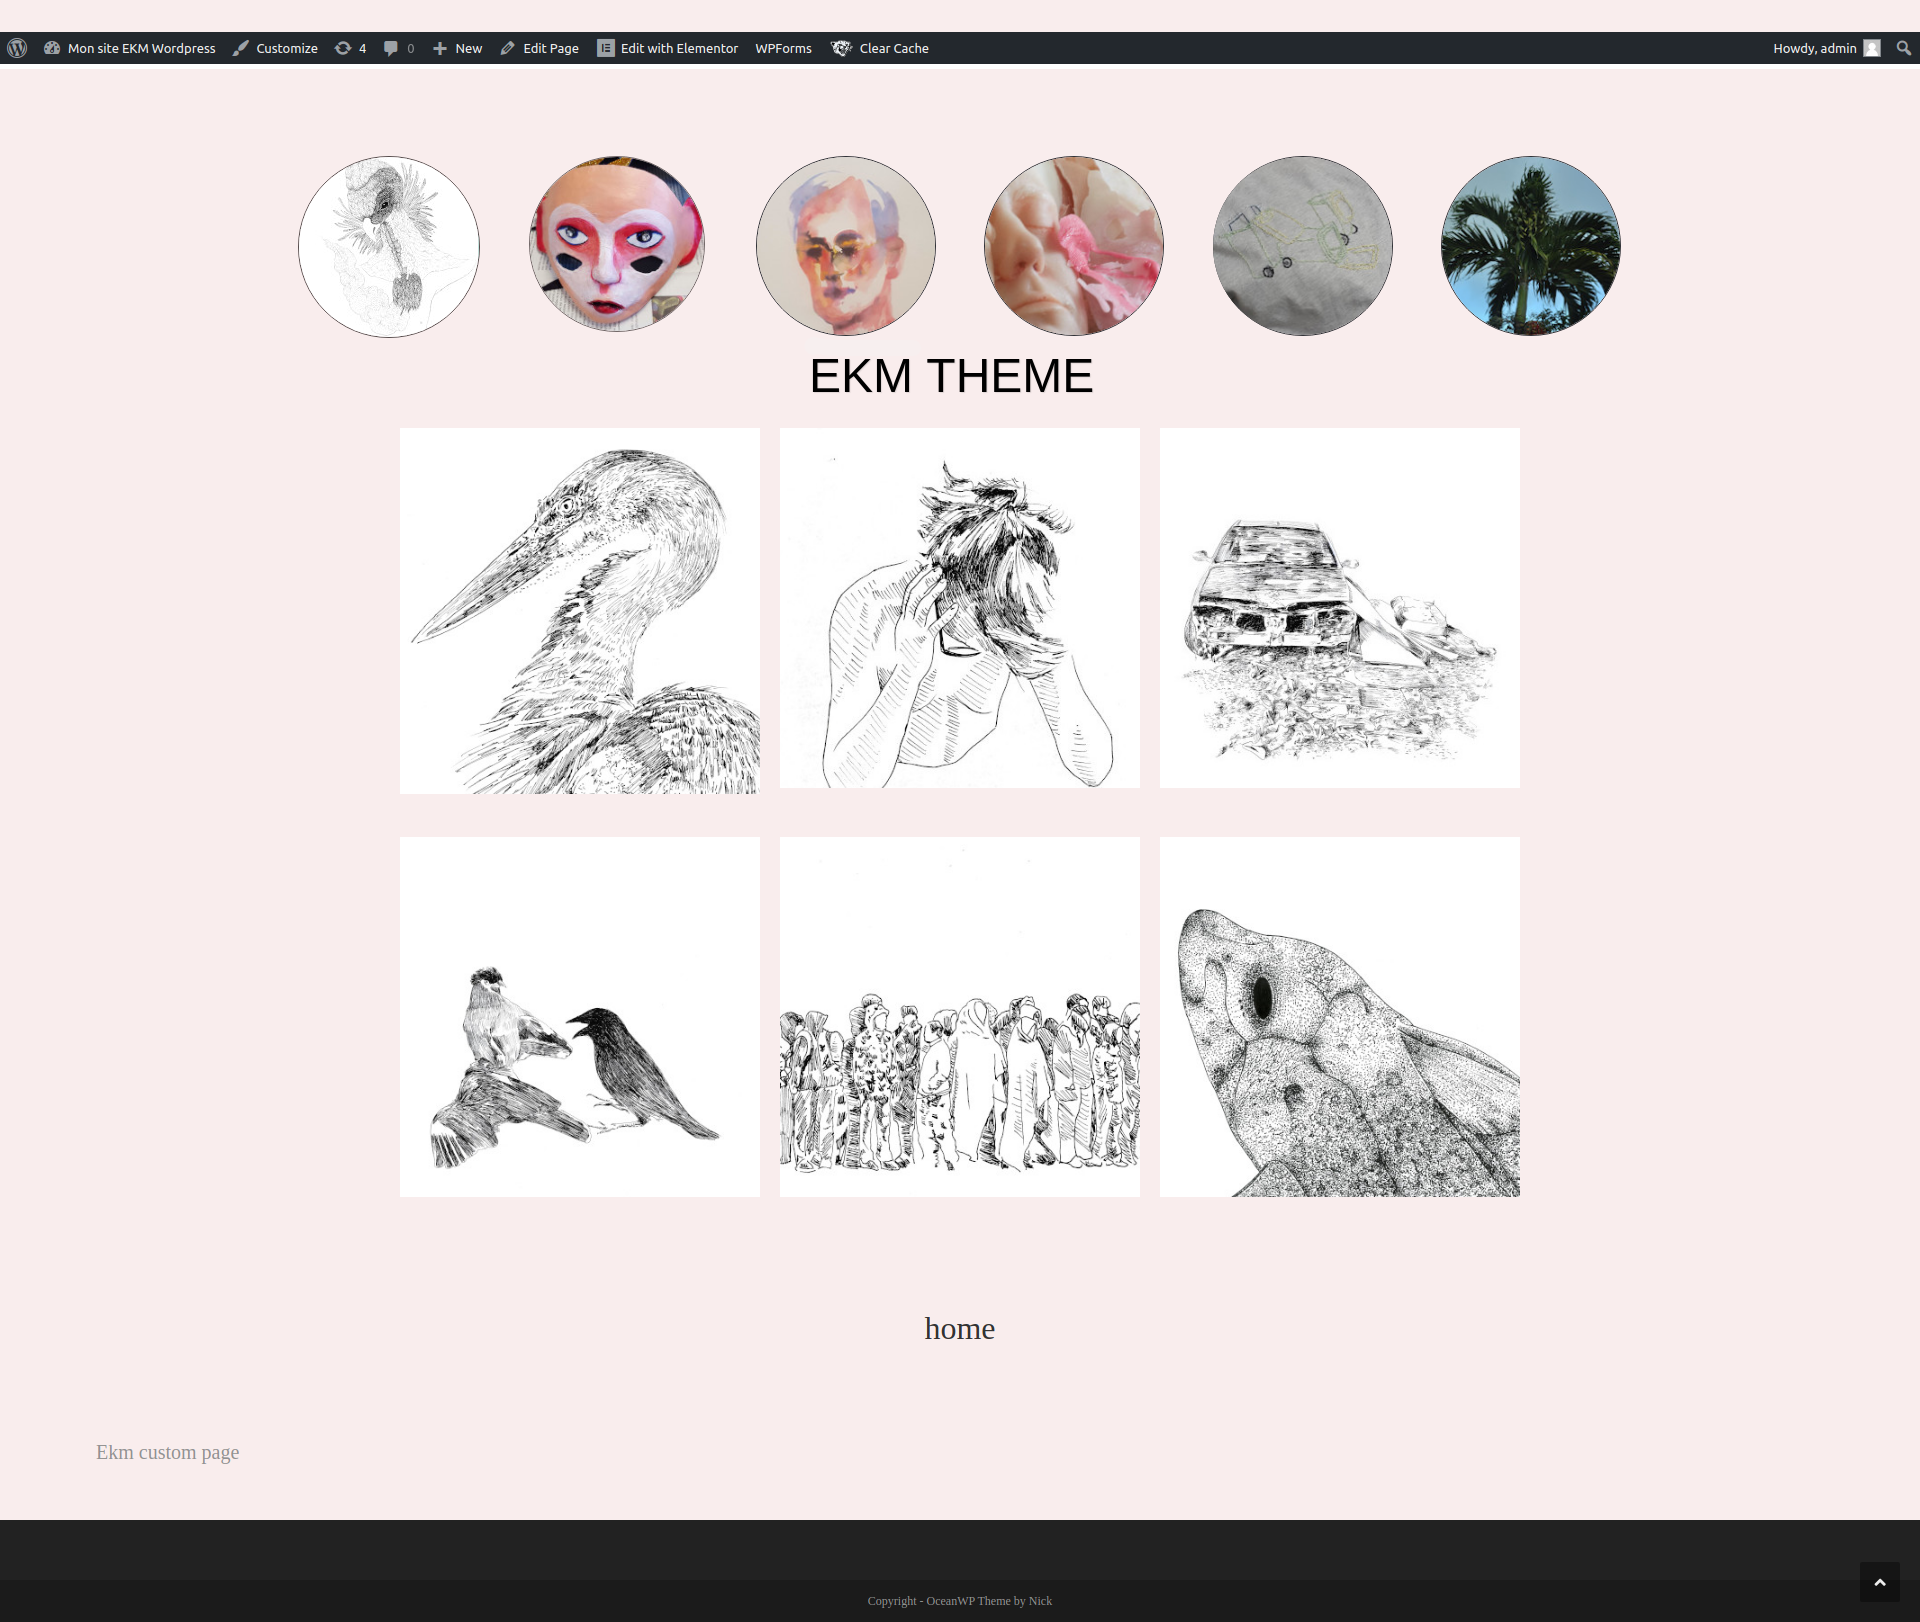 Mon site EKM Wordpress Customize 4 0 New Edit Page Edit with Elementor WPForms Clear Cache Howdy, admin
EKM THEME
home
Ekm custom page
Copyright - OceanWP Theme by Nick